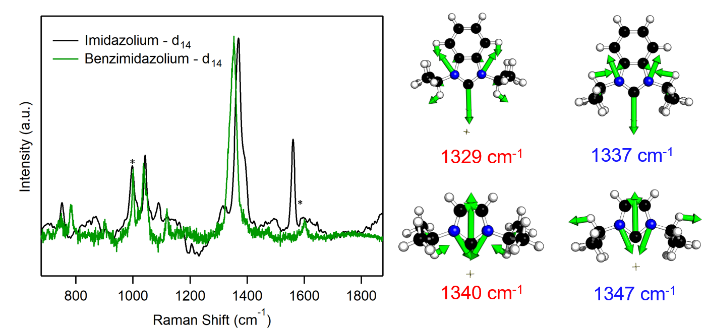 Imidazolium - d₁₄
Benzimidazolium - d₁₄
*
*
Intensity (a.u.)
800 1000 1200 1400 1600 1800
Raman Shift (cm⁻¹)
1329 cm⁻¹
1337 cm⁻¹
1340 cm⁻¹
1347 cm⁻¹